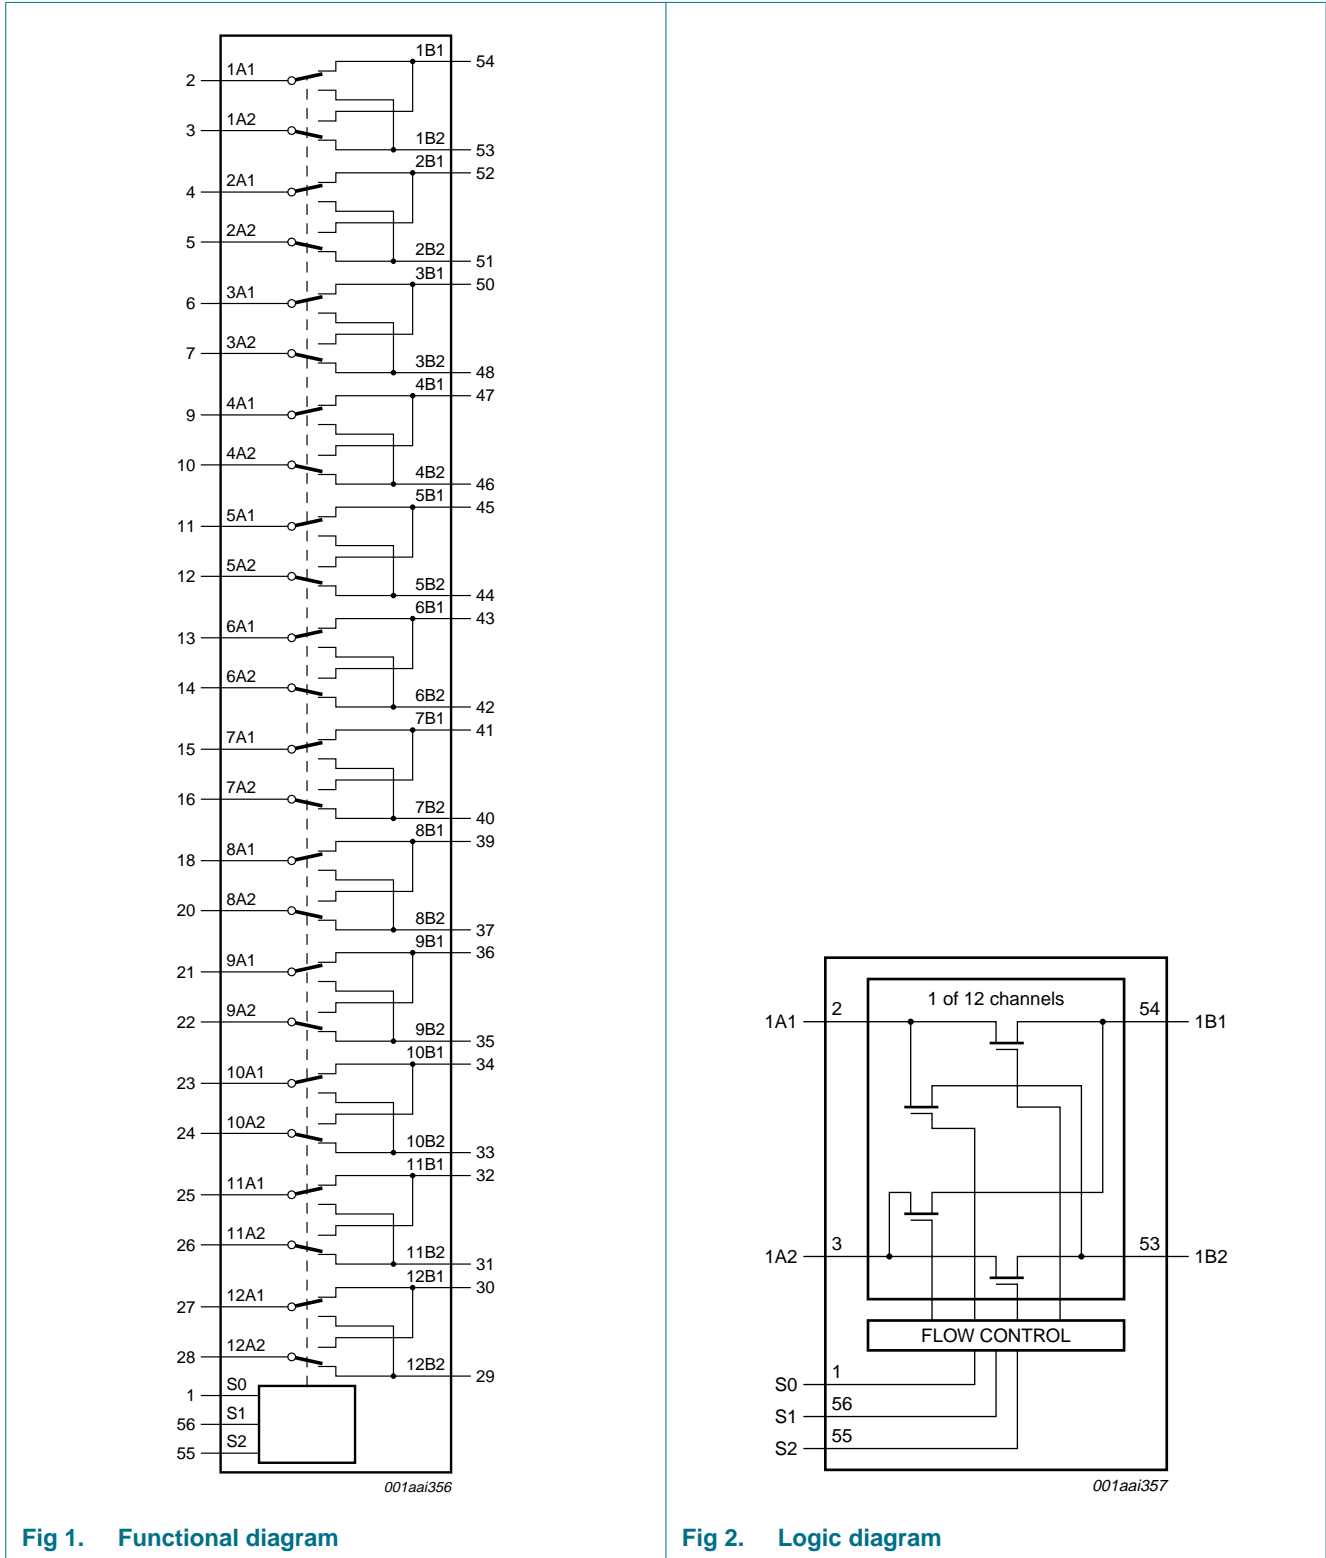 1B1
54
2
1A1
3
1A2
1B2
53
2B1
52
4
2A1
5
2A2
2B2
51
3B1
50
6
3A1
7
3A2
3B2
48
4B1
47
9
4A1
10
4A2
4B2
46
5B1
45
11
5A1
12
5A2
5B2
44
6B1
43
13
6A1
14
6A2
6B2
42
7B1
41
15
7A1
16
7A2
7B2
40
8B1
39
18
8A1
20
8A2
8B2
37
9B1
36
21
9A1
22
9A2
9B2
35
10B1
34
23
10A1
24
10A2
10B2
33
11B1
32
25
11A1
26
11A2
11B2
31
12B1
30
27
12A1
28
12A2
12B2
29
1
S0
56
S1
55
S2
001aai356
Fig 1. Functional diagram
1 of 12 channels
1A1
2
54
1B1
1A2
3
53
1B2
FLOW CONTROL
S0
1
S1
56
S2
55
001aai357
Fig 2. Logic diagram